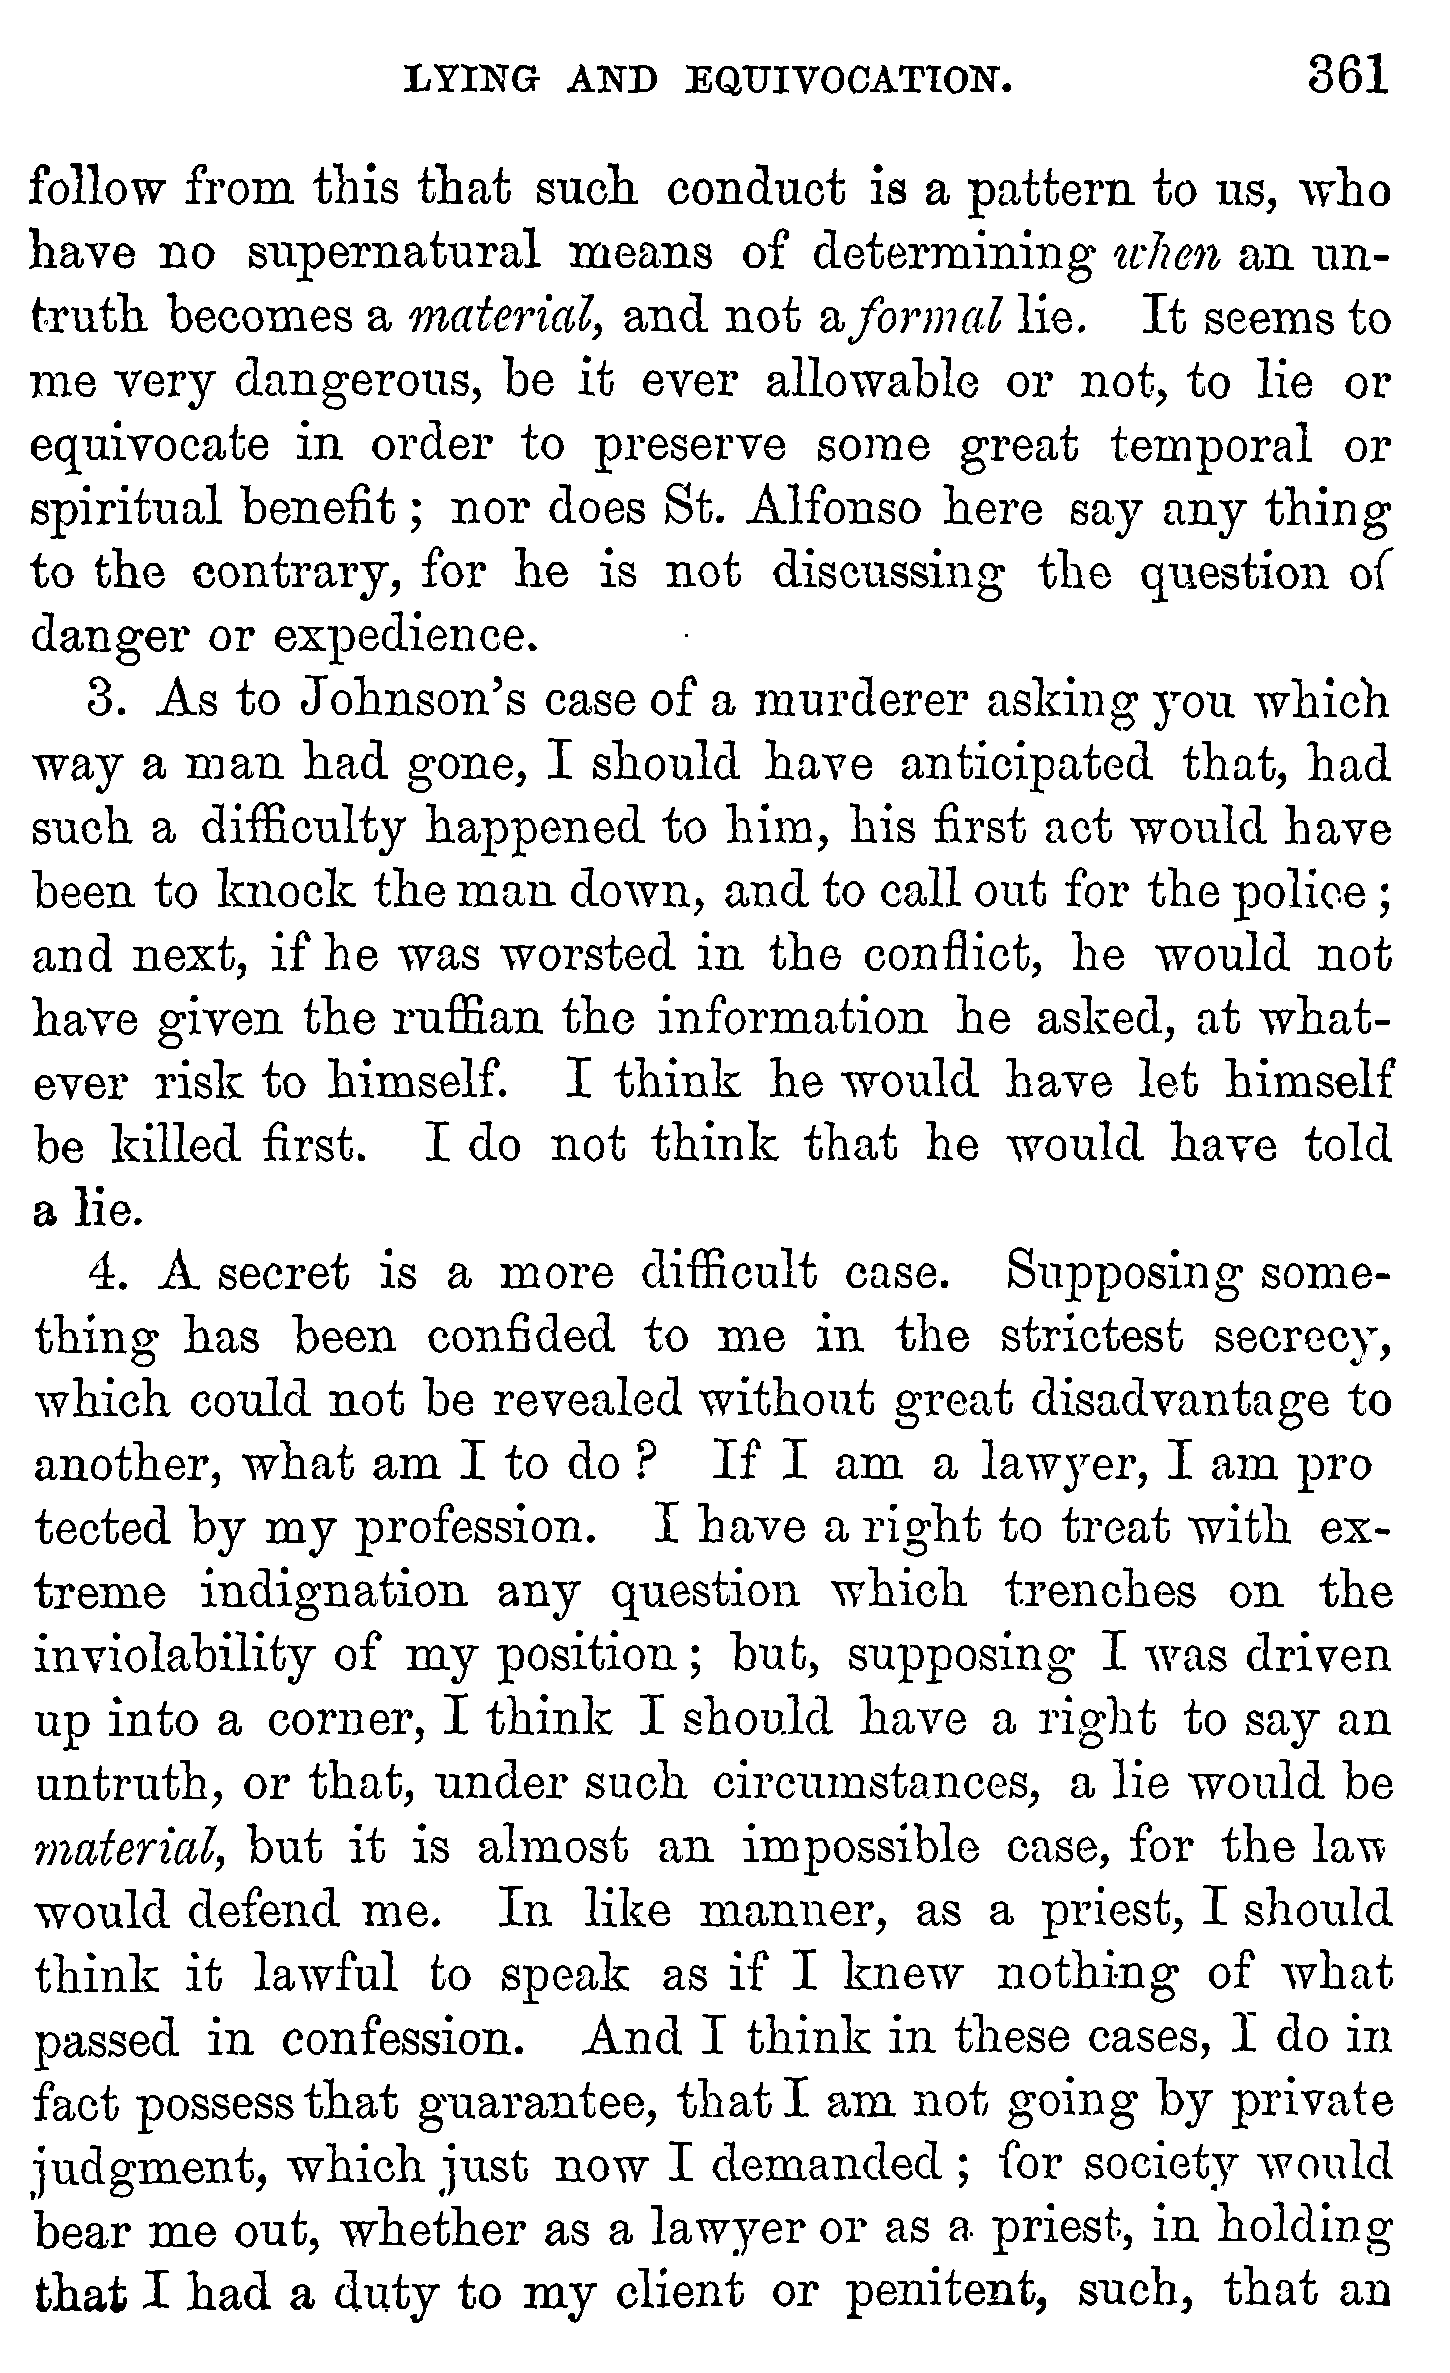 LYING AND EQUIVOCATION. 361
follow from this that such conduct is a pattern to us, who
have no supernatural means of determining when an un-
truth becomes a material, and not a formal lie. It seems to
me very dangerous, be it ever allowable or not, to lie or
equivocate in order to preserve some great temporal or
spiritual benefit ; nor does St. Alfonso here say any thing
to the contrary, for he is not discussing the question of
danger or expedience.
3. As to Johnson's case of a murderer asking you which
way a man had gone, I should have anticipated that, had
such a difficulty happened to him, his first act would have
been to knock the man down, and to call out for the police ;
and next, if he was worsted in the conflict, he would not
have given the ruffian the information he asked, at what-
ever risk to himself. I think he would have let himself
be killed first. I do not think that he would have told
a lie.
4. A secret is a more difficult case. Supposing some-
thing has been confided to me in the strictest secrecy,
which could not be revealed without great disadvantage to
another, what am I to do ? If I am a lawyer, I am pro
tected by my profession. I have a right to treat with ex-
treme indignation any question which trenches on the
inviolability of my position ; but, supposing I was driven
up into a corner, I think I should have a right to say an
untruth, or that, under such circumstances, a lie would be
material, but it is almost an impossible case, for the law
would defend me. In like manner, as a priest, I should
think it lawful to speak as if I knew nothing of what
passed in confession. And I think in these cases, I do in
fact possess that guarantee, that I am not going by private
judgment, which just now I demanded ; for society would
bear me out, whether as a lawyer or as a priest, in holding
that I had a duty to my client or penitent, such, that an